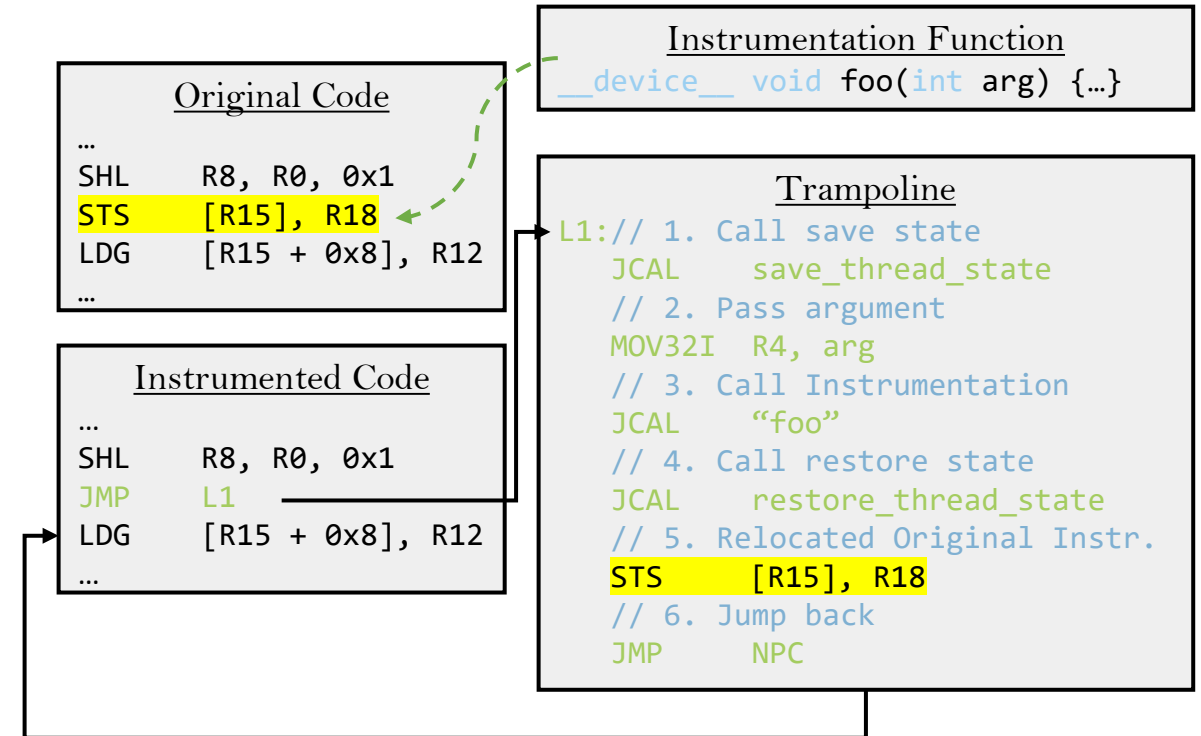 Original Code
…
SHL R8, R0, 0x1
STS [R15], R18
LDG [R15 + 0x8], R12
…
Instrumented Code
…
SHL R8, R0, 0x1
JMP L1
LDG [R15 + 0x8], R12
…
Instrumentation Function
__device__ void foo(int arg) {…}
Trampoline
L1:// 1. Call save state
JCAL save_thread_state
// 2. Pass argument
MOV32I R4, arg
// 3. Call Instrumentation
JCAL “foo”
// 4. Call restore state
JCAL restore_thread_state
// 5. Relocated Original Instr.
STS [R15], R18
// 6. Jump back
JMP NPC